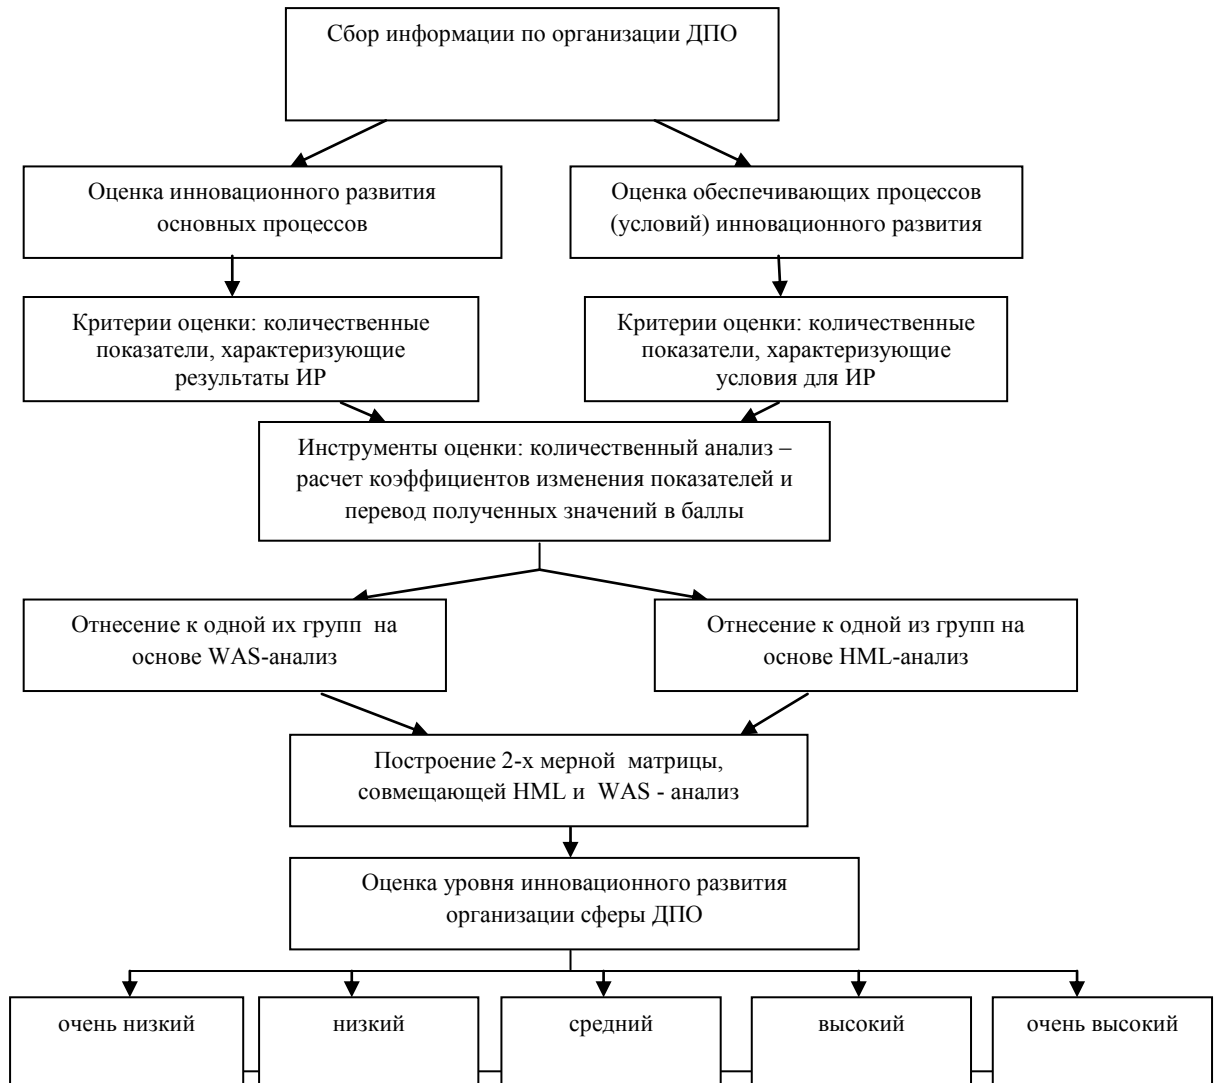 Сбор информации по организации ДПО
Оценка инновационного развития
основных процессов
Оценка обеспечивающих процессов
(условий) инновационного развития
Критерии оценки: количественные
показатели, характеризующие
результаты ИР
Критерии оценки: количественные
показатели, характеризующие
условия для ИР
Инструменты оценки: количественный анализ –
расчет коэффициентов изменения показателей и
перевод полученных значений в баллы
Отнесение к одной их групп на
основе WAS-анализ
Отнесение к одной из групп на
основе HML-анализ
Построение 2-х мерной матрицы,
совмещающей HML и WAS - анализ
Оценка уровня инновационного развития
организации сферы ДПО
очень низкий
низкий
средний
высокий
очень высокий